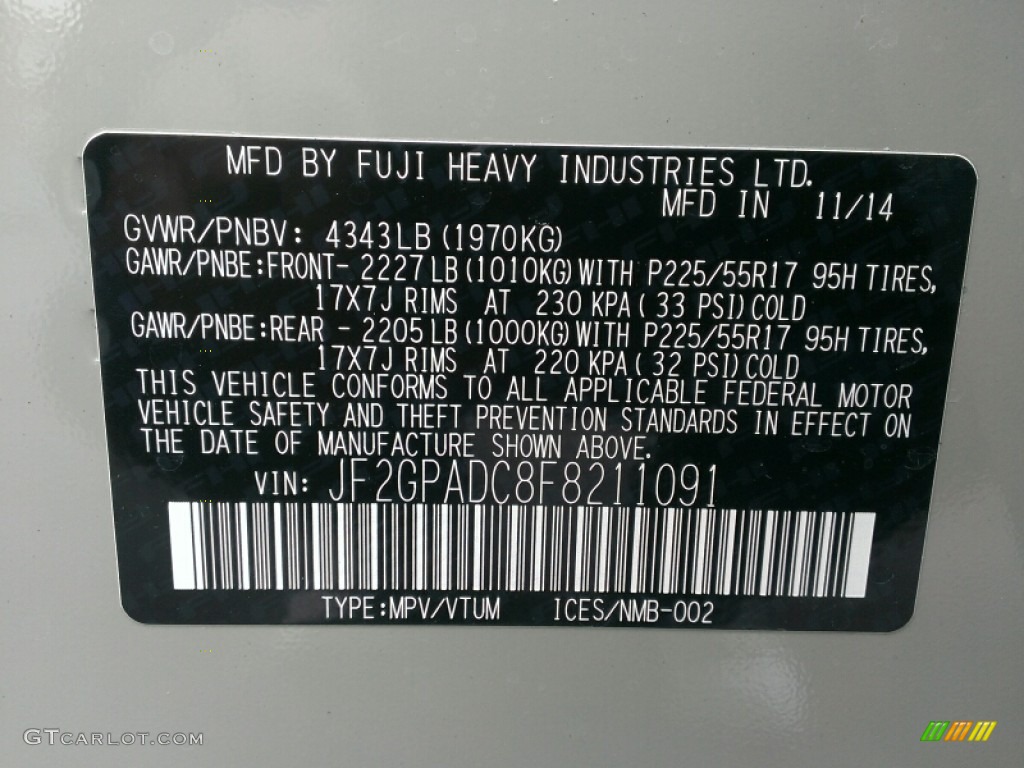 MFD BY FUJI HEAVY INDUSTRIES LTD.
MFD IN 11/14
GVWR/PNBV: 4343LB(1970KG)
GAWR/PNBE:FRONT- 2227LB(1010KG)WITH P225/55R17 95H TIRES,
17X7J RIMS AT 230 KPA( 33 PSI)COLD
GAWR/PNBE:REAR - 2205LB(1000KG)WITH P225/55R17 95H TIRES,
17X7J RIMS AT 220 KPA( 32 PSI)COLD
THIS VEHICLE CONFORMS TO ALL APPLICABLE FEDERAL MOTOR
VEHICLE SAFETY AND THEFT PREVENTION STANDARDS IN EFFECT ON
THE DATE OF MANUFACTURE SHOWN ABOVE.
VIN: JF2GPADC8F8211091
TYPE:MPV/VTUM ICES/NMB-002
GTCARLOT.COM